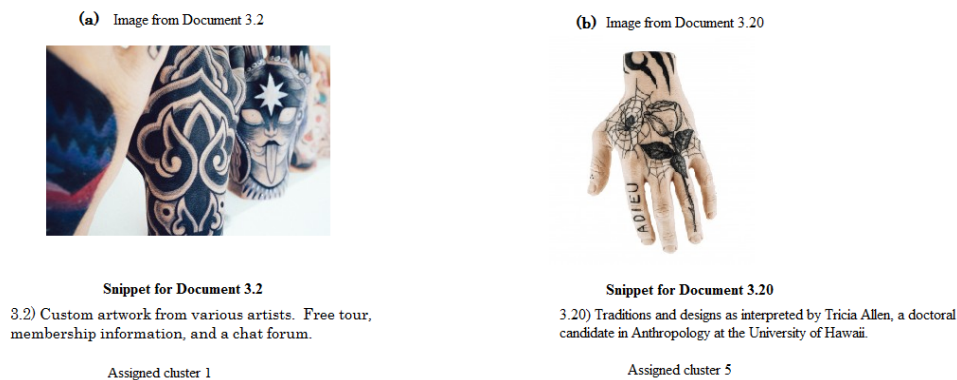 (a) Image from Document 3.2
(b) Image from Document 3.20
ADIEU
Snippet for Document 3.2
3.2) Custom artwork from various artists. Free tour,
membership information, and a chat forum.
Assigned cluster 1
Snippet for Document 3.20
3.20) Traditions and designs as interpreted by Tricia Allen, a doctoral
candidate in Anthropology at the University of Hawaii.
Assigned cluster 5